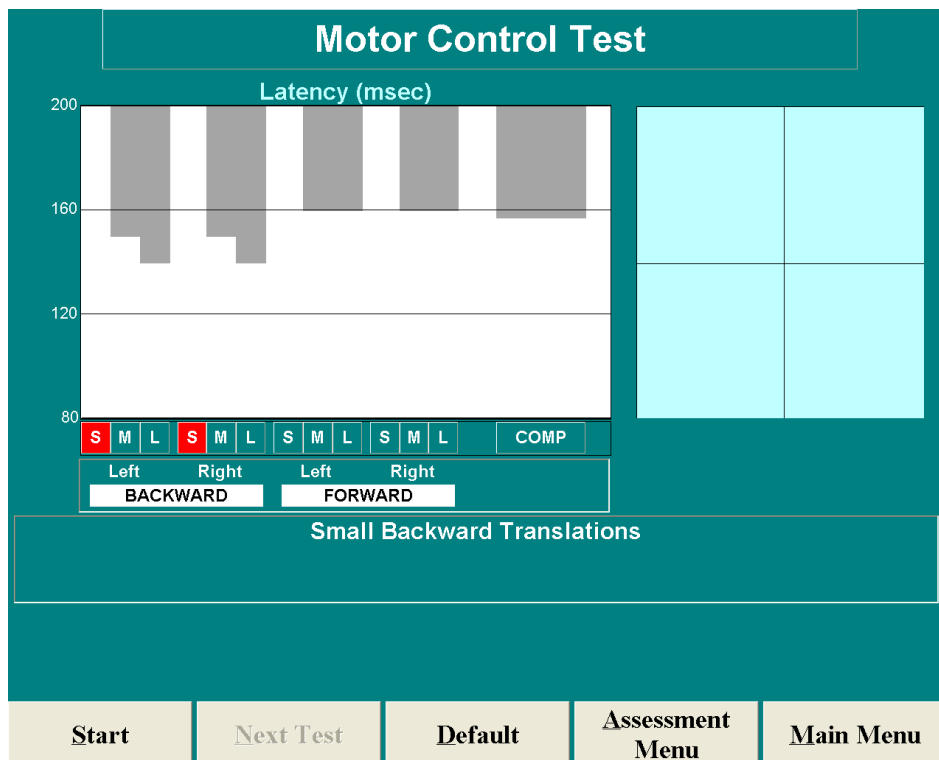 Motor Control Test
Latency (msec)
200
160
120
80
S M L S M L S M L S M L COMP
Left Right Left Right
BACKWARD FORWARD
Small Backward Translations
Start Next Test Default Assessment Menu Main Menu